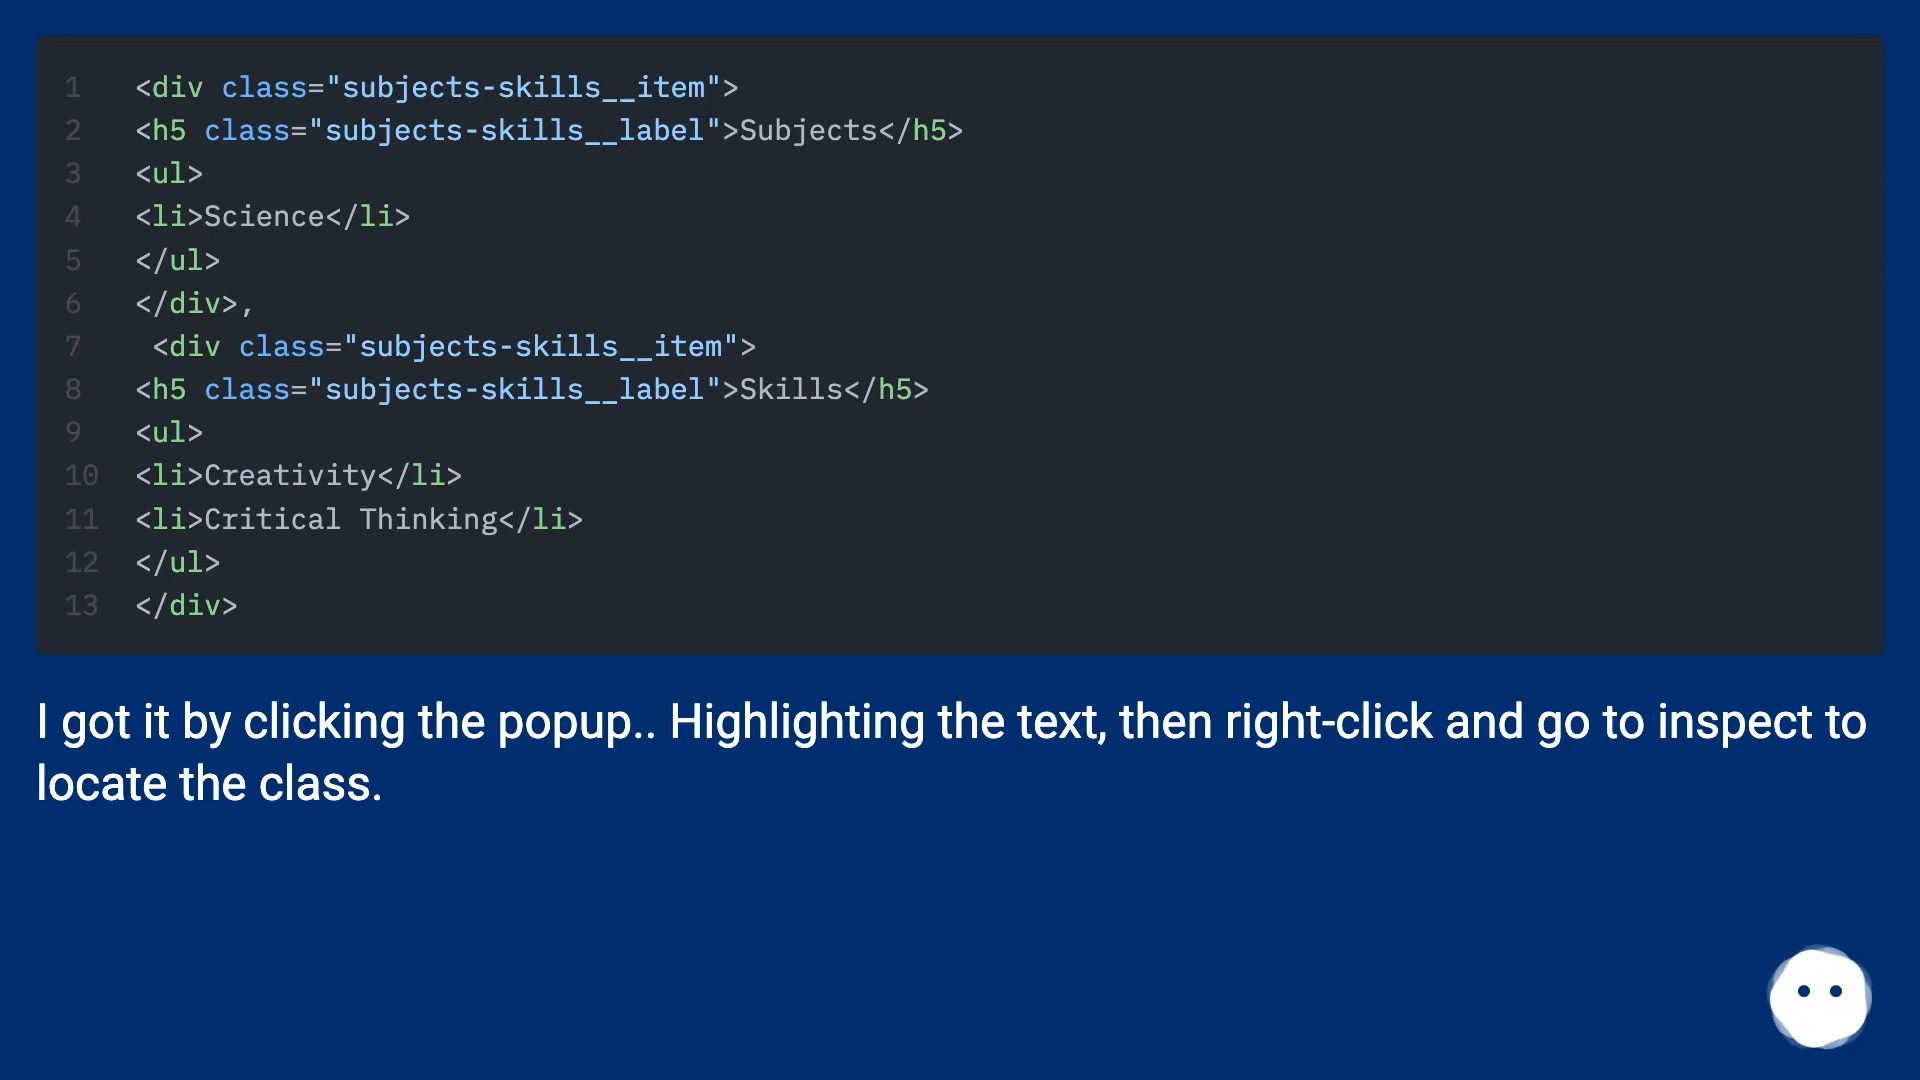 1 <div class="subjects-skills__item">
2 <h5 class="subjects-skills__label">Subjects</h5>
3 <ul>
4 <li>Science</li>
5 </ul>
6 </div>,
7  <div class="subjects-skills__item">
8 <h5 class="subjects-skills__label">Skills</h5>
9 <ul>
10 <li>Creativity</li>
11 <li>Critical Thinking</li>
12 </ul>
13 </div>
I got it by clicking the popup.. Highlighting the text, then right-click and go to inspect to
locate the class.